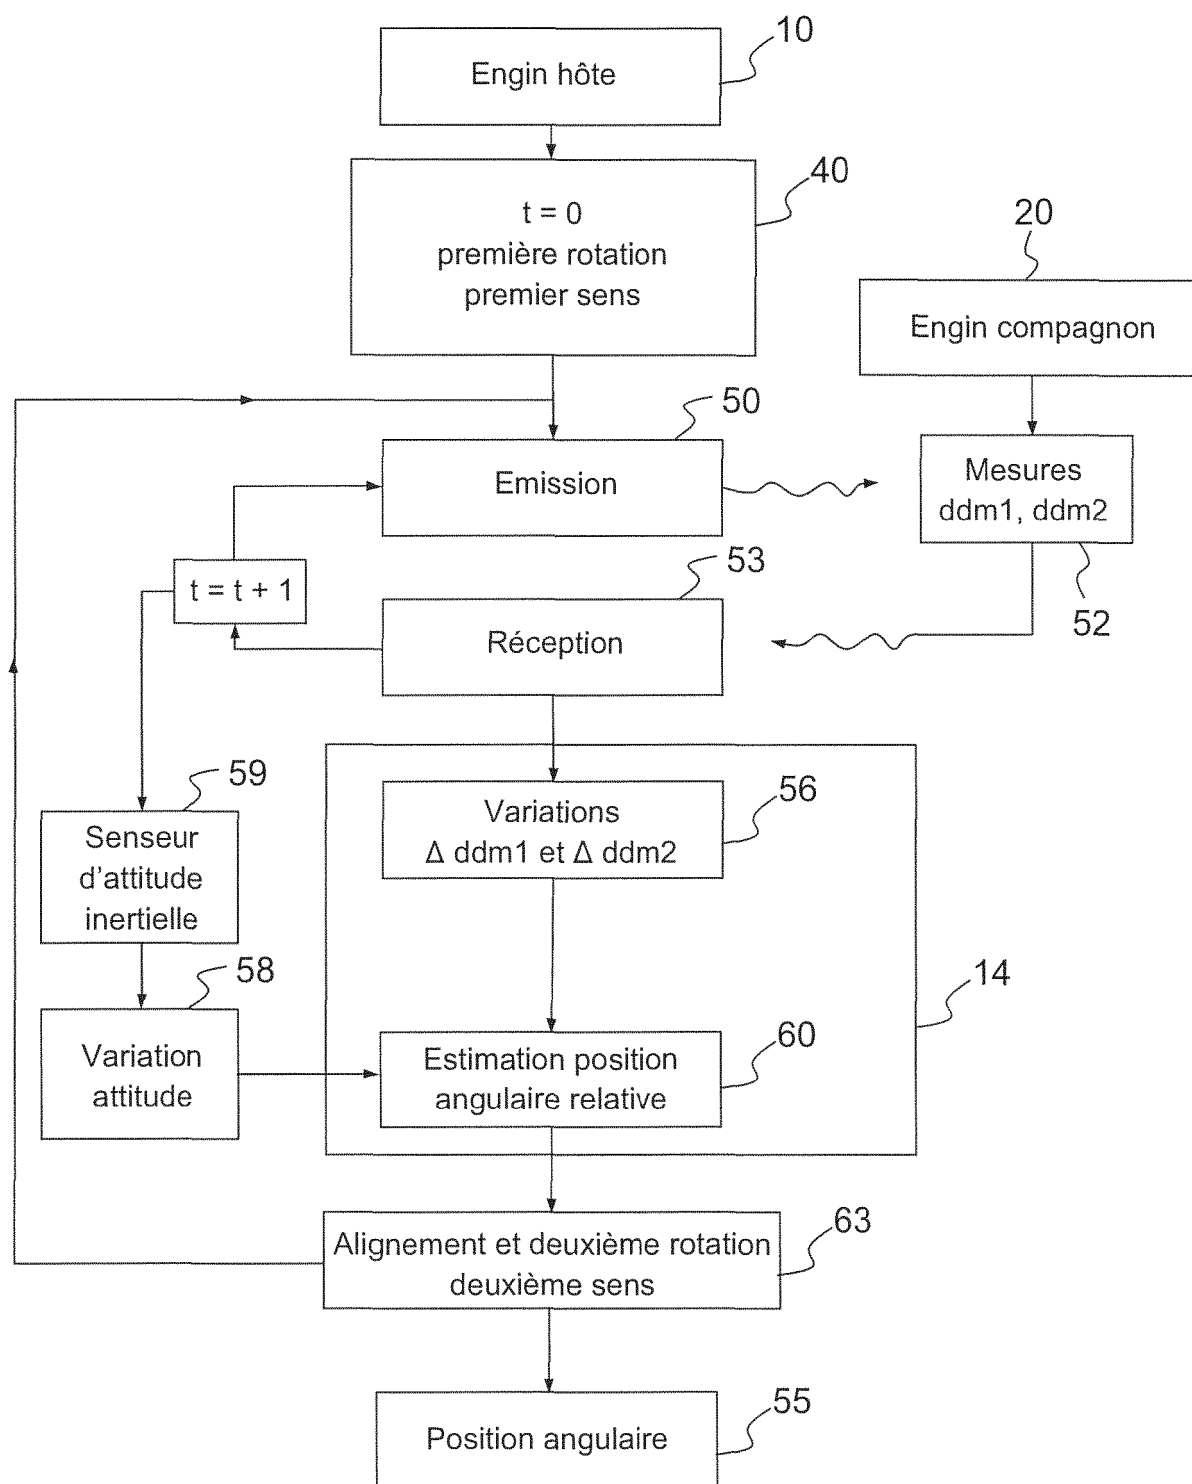 10
Engin hôte
40
t = 0
première rotation
premier sens
20
Engin compagnon
50
Emission
Mesures
ddm1, ddm2
53
t = t + 1
52
Réception
59
56
Senseur
d'attitude
inertielle
Variations
Δ ddm1 et Δ ddm2
58
14
Variation
attitude
60
Estimation position
angulaire relative
63
Alignement et deuxième rotation
deuxième sens
55
Position angulaire